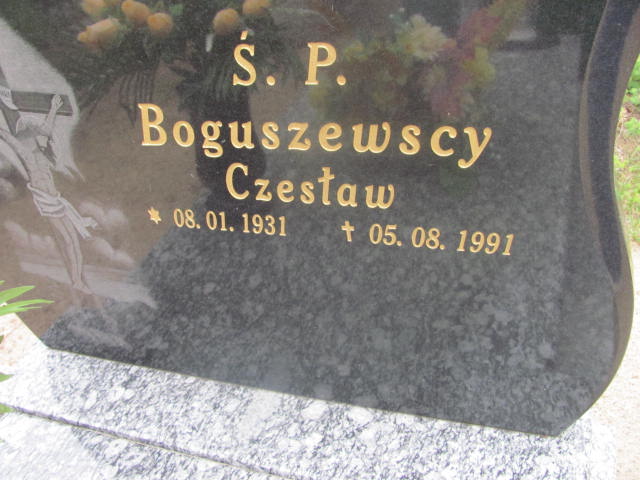 Ś. P.
Boguszewscy
Czesław
* 08. 01. 1931 ✝ 05. 08. 1991